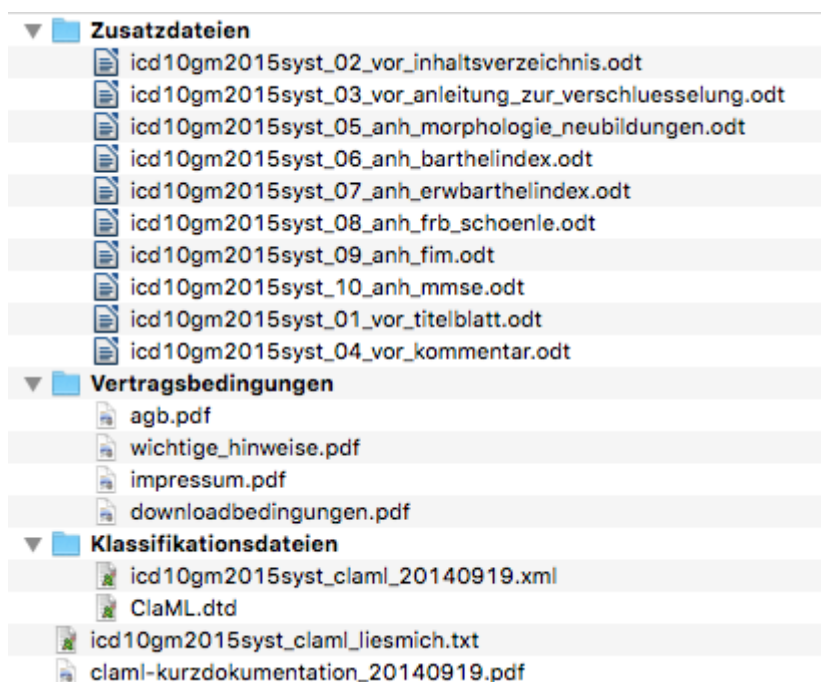 Zusatzdateien
icd10gm2015syst_02_vor_inhaltsverzeichnis.odt
icd10gm2015syst_03_vor_anleitung_zur_verschluesselung.odt
icd10gm2015syst_05_anh_morphologie_neubildungen.odt
icd10gm2015syst_06_anh_barthelindex.odt
icd10gm2015syst_07_anh_erwbarthelindex.odt
icd10gm2015syst_08_anh_frb_schoenle.odt
icd10gm2015syst_09_anh_fim.odt
icd10gm2015syst_10_anh_mmse.odt
icd10gm2015syst_01_vor_titelblatt.odt
icd10gm2015syst_04_vor_kommentar.odt
Vertragsbedingungen
agb.pdf
wichtige_hinweise.pdf
impressum.pdf
downloadbedingungen.pdf
Klassifikationsdateien
icd10gm2015syst_claml_20140919.xml
ClaML.dtd
icd10gm2015syst_claml_liesmich.txt
claml-kurzdokumentation_20140919.pdf